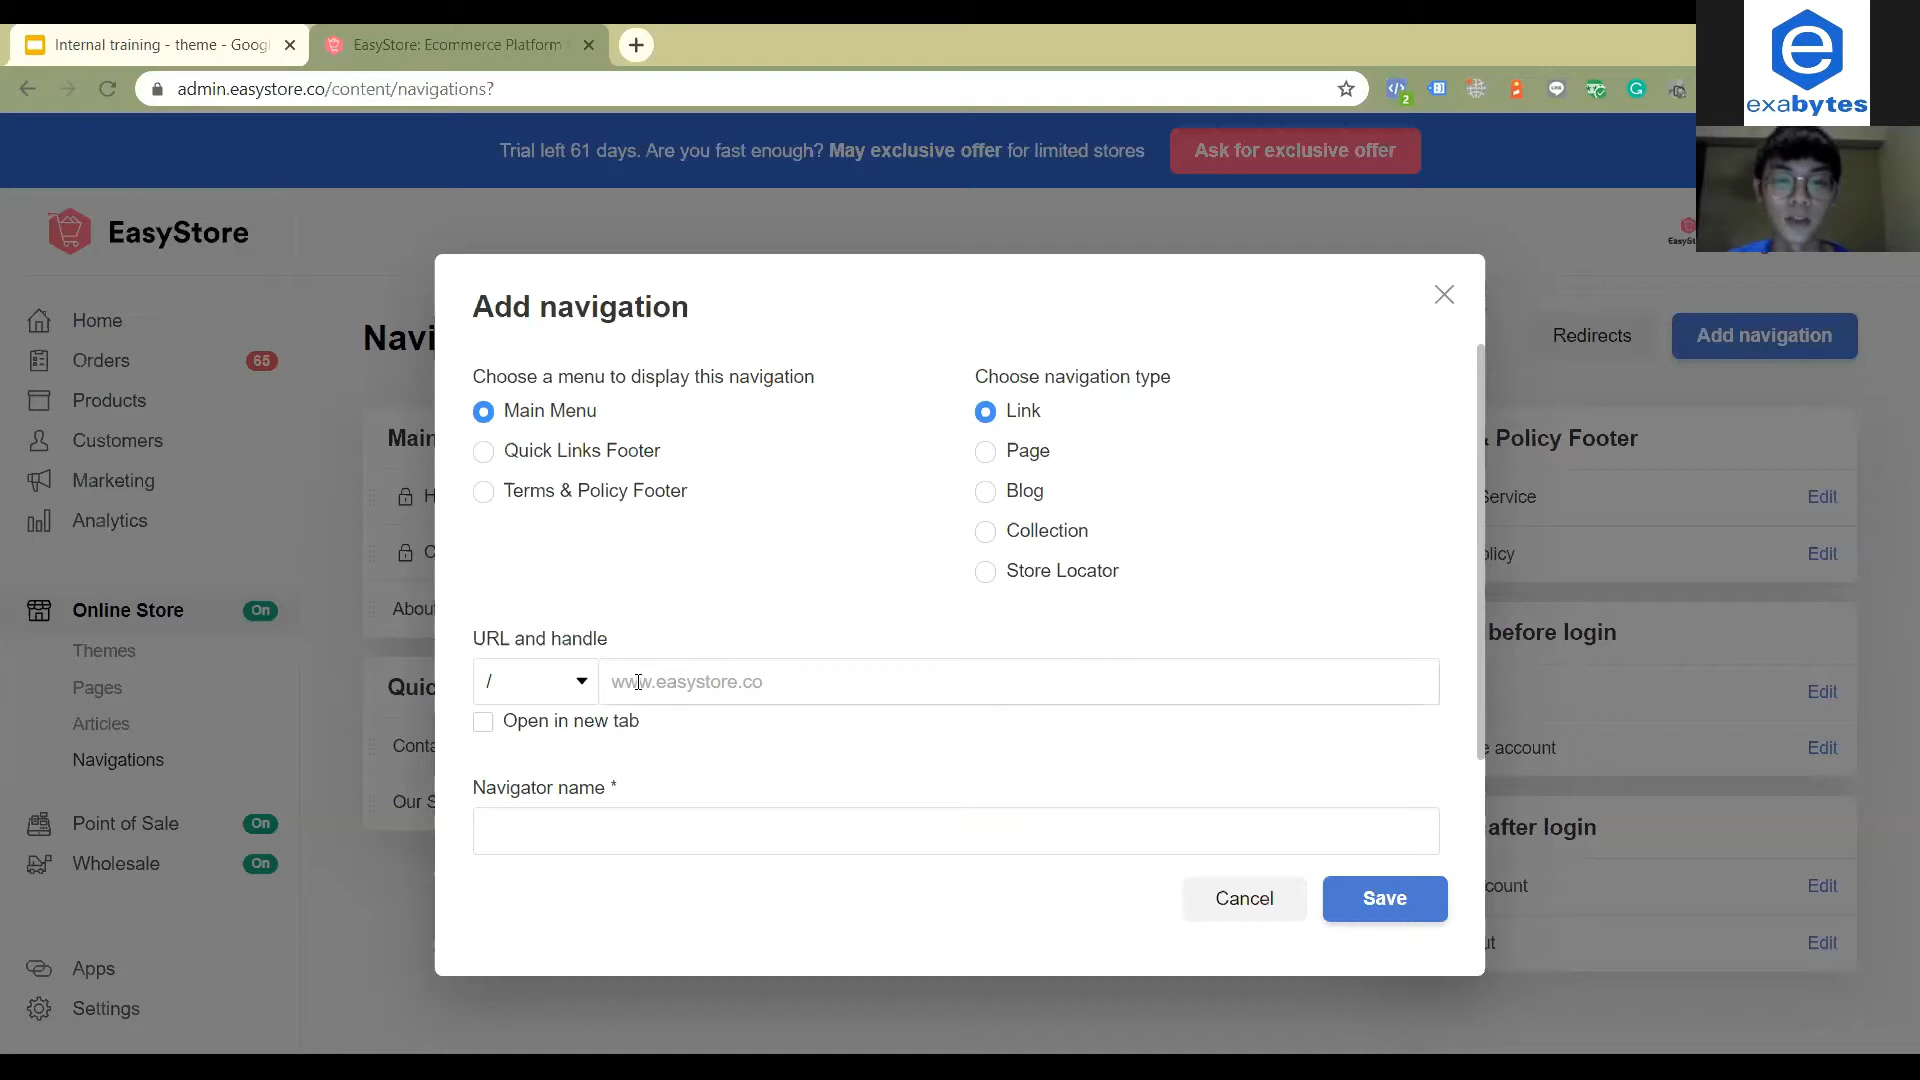 Internal training - theme - Goog
EasyStore: Ecommerce Platform
admin.easystore.co/content/navigations?
2
exabytes
Trial left 61 days. Are you fast enough? May exclusive offer for limited stores
Ask for exclusive offer
EasyStore
Home
Orders 65
Products
Customers
Marketing
Analytics
Online Store On
Themes
Pages
Articles
Navigations
Point of Sale On
Wholesale On
Apps
Settings
Navi
Redirects
Add navigation
Main
H
C
Abou
Quic
Conta
Our S
Add navigation
Choose a menu to display this navigation
Main Menu
Quick Links Footer
Terms & Policy Footer
Choose navigation type
Link
Page
Blog
Collection
Store Locator
URL and handle
/ www.easystore.co
Open in new tab
Navigator name *
Cancel
Save
& Policy Footer
Service Edit
olicy Edit
before login
Edit
e account Edit
after login
count Edit
ut Edit